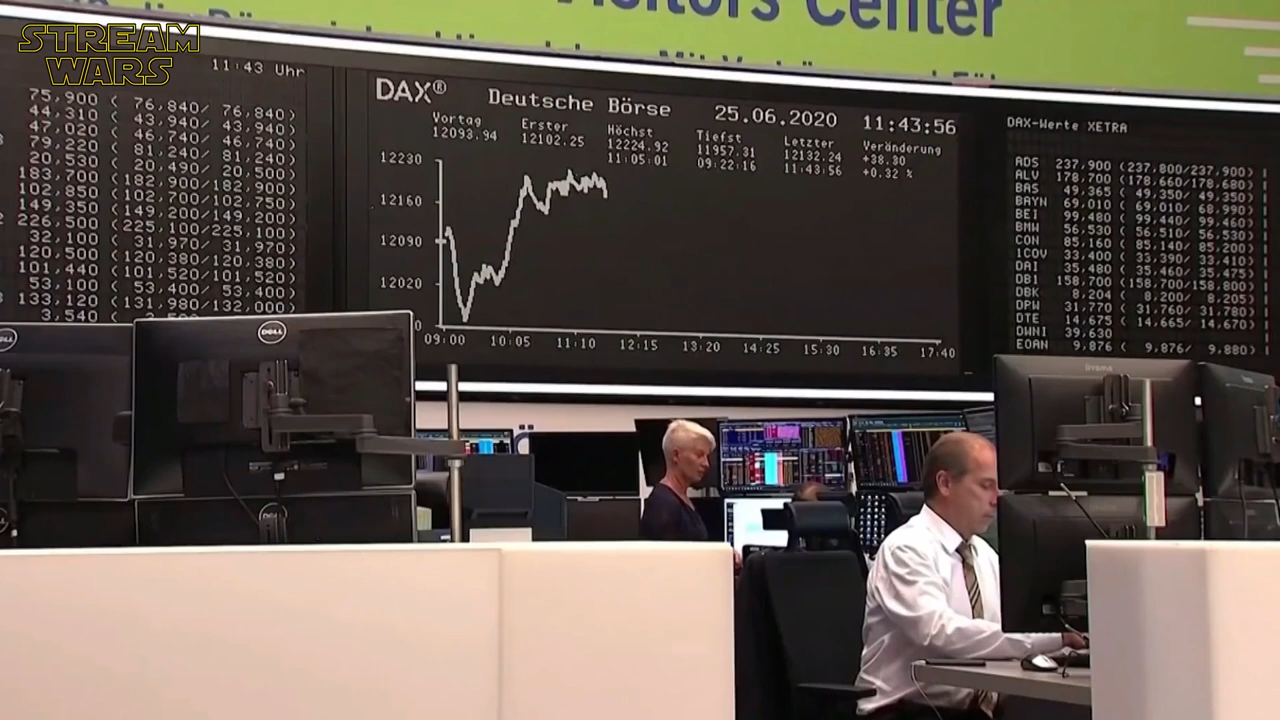 Visitors Center
STREAM
WARS
11:43 Uhr
75,900 ( 76,840/ 76,840)
44,310 ( 43,940/ 43,940)
47,020 ( 46,740/ 46,740)
79,220 ( 81,240/ 81,240)
20,530 ( 20,490/ 20,500)
183,700 (182,900/182,900)
102,850 (102,700/102,750)
149,350 (149,200/149,200)
226,500 (225,100/225,100)
32,100 ( 31,970/ 31,970)
120,500 (120,380/120,380)
101,440 (101,520/101,520)
53,100 ( 53,400/ 53,400)
133,120 (131,980/132,000)
3,540
DAX®
Deutsche Börse
25.06.2020
11:43:56
Vortag Erster Höchst Tiefst Letzter Veränderung
12093.94 12102.25 12224.92 11957.31 12132.24 +38.30
11:05:01 09:22:16 11:43:56 +0.32 %
12230
12160
12090
12020
09:00 10:05 11:10 12:15 13:20 14:25 15:30 16:35 17:40
DAX-Werte XETRA
ADS 237,900 (237,800/237,900)
ALV 178,700 (178,660/178,680)
BAS 49,365 ( 49,350/ 49,350)
BAYN 69,010 ( 69,010/ 68,990)
BEI 99,480 ( 99,440/ 99,460)
BMW 56,530 ( 56,510/ 56,530)
CON 85,160 ( 85,140/ 85,200)
1COV 33,400 ( 33,390/ 33,410)
DAI 35,480 ( 35,460/ 35,475)
DB1 158,700 (158,700/158,800)
DBK 8,204 ( 8,200/ 8,205)
DPW 31,770 ( 31,760/ 31,780)
DTE 14,675 ( 14,665/ 14,670)
DWNI 39,630
EOAN 9,876 ( 9,876/ 9,880)
DELL
DELL
iiyama